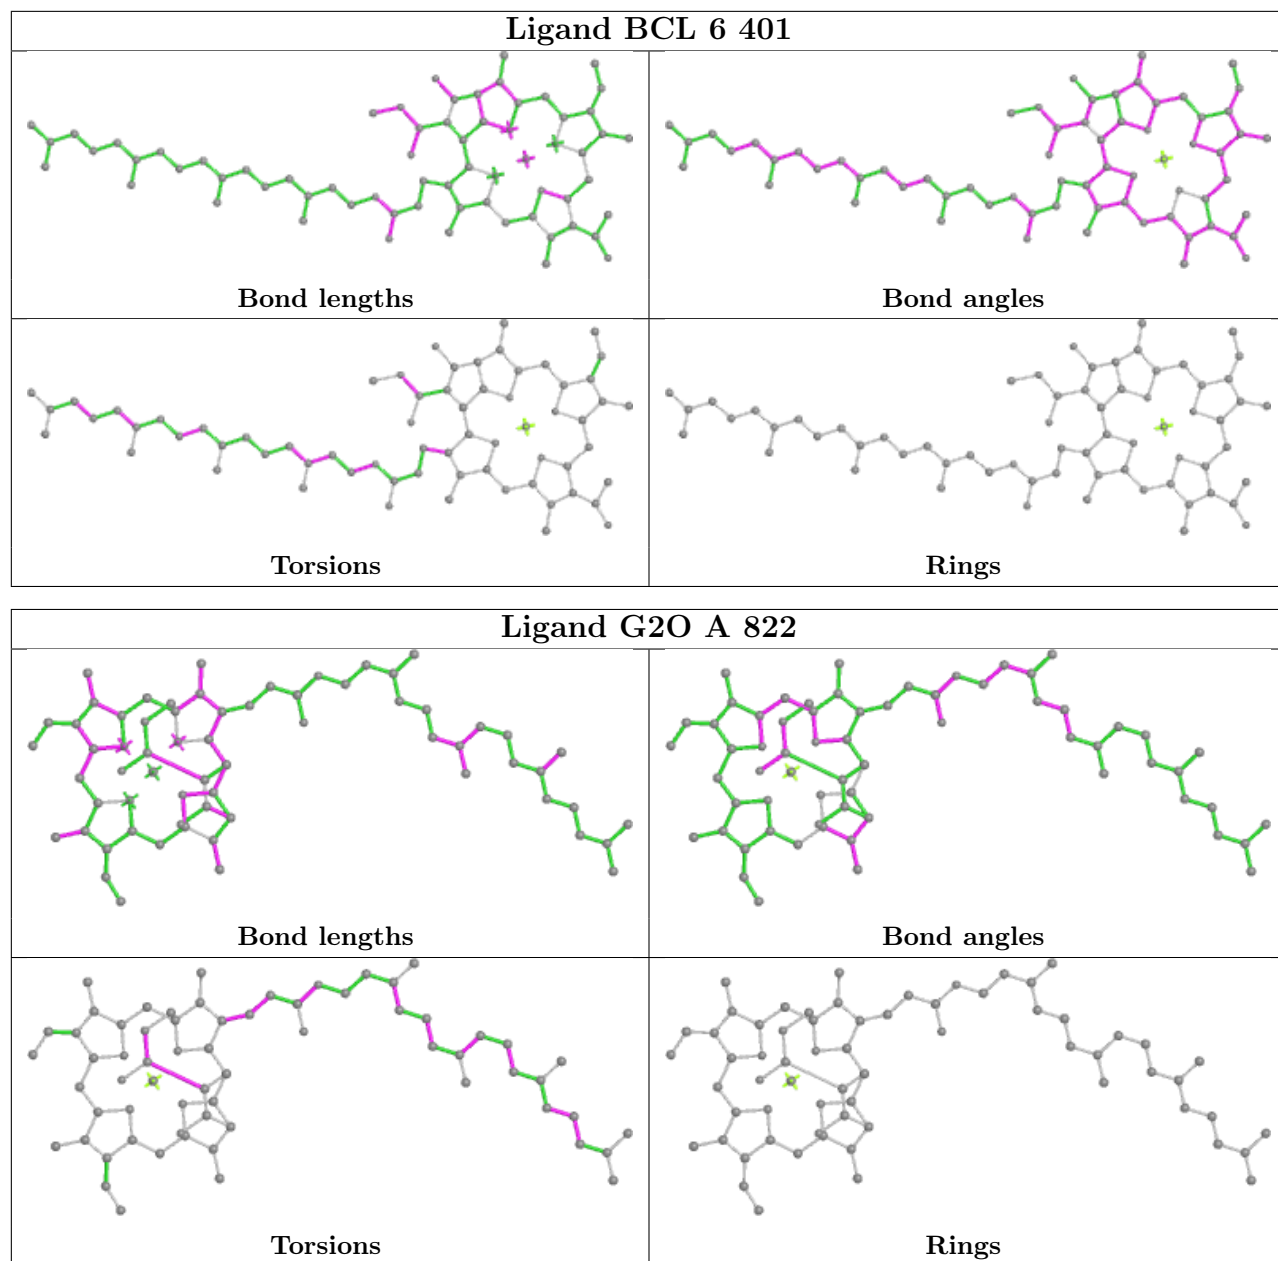 Ligand BCL 6 401
Bond lengths
Bond angles
Torsions
Rings
Ligand G2O A 822
Bond lengths
Bond angles
Torsions
Rings